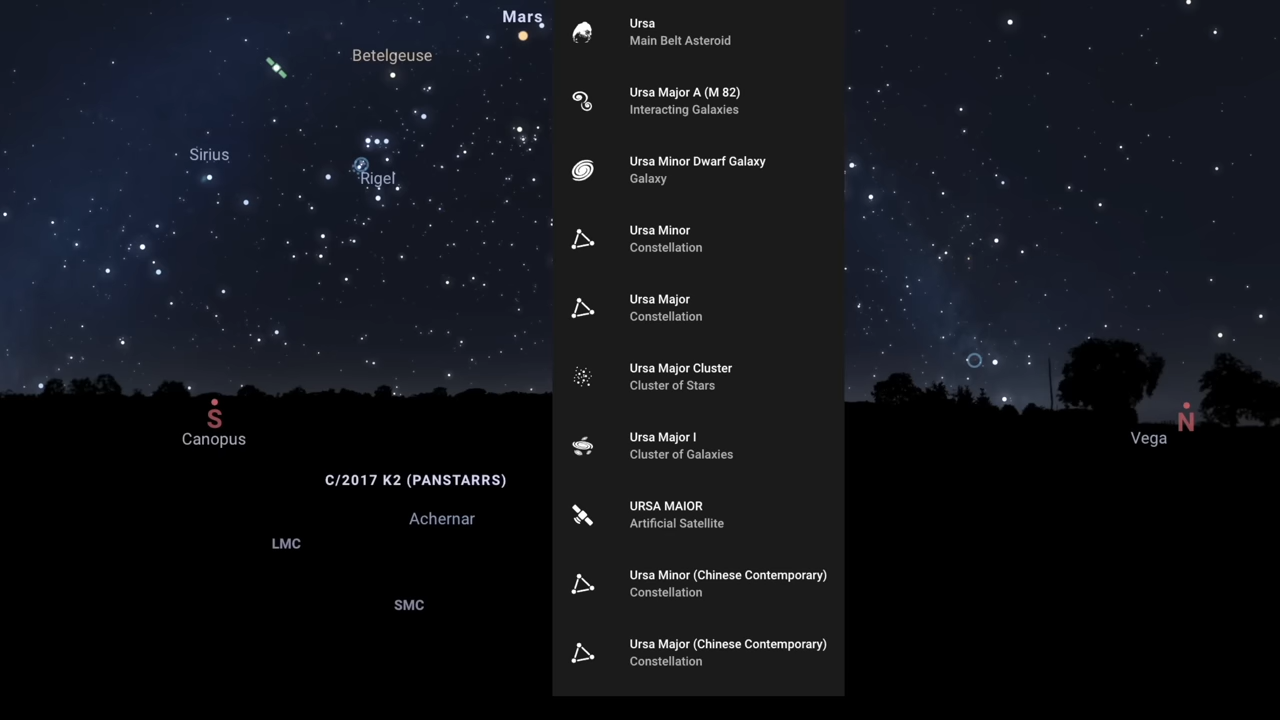 Mars
Betelgeuse
Sirius
Rigel
S
Canopus
C/2017 K2 (PANSTARRS)
Achernar
LMC
SMC
Ursa
Main Belt Asteroid
Ursa Major A (M 82)
Interacting Galaxies
Ursa Minor Dwarf Galaxy
Galaxy
Ursa Minor
Constellation
Ursa Major
Constellation
Ursa Major Cluster
Cluster of Stars
Ursa Major I
Cluster of Galaxies
URSA MAIOR
Artificial Satellite
Ursa Minor (Chinese Contemporary)
Constellation
Ursa Major (Chinese Contemporary)
Constellation
N
Vega